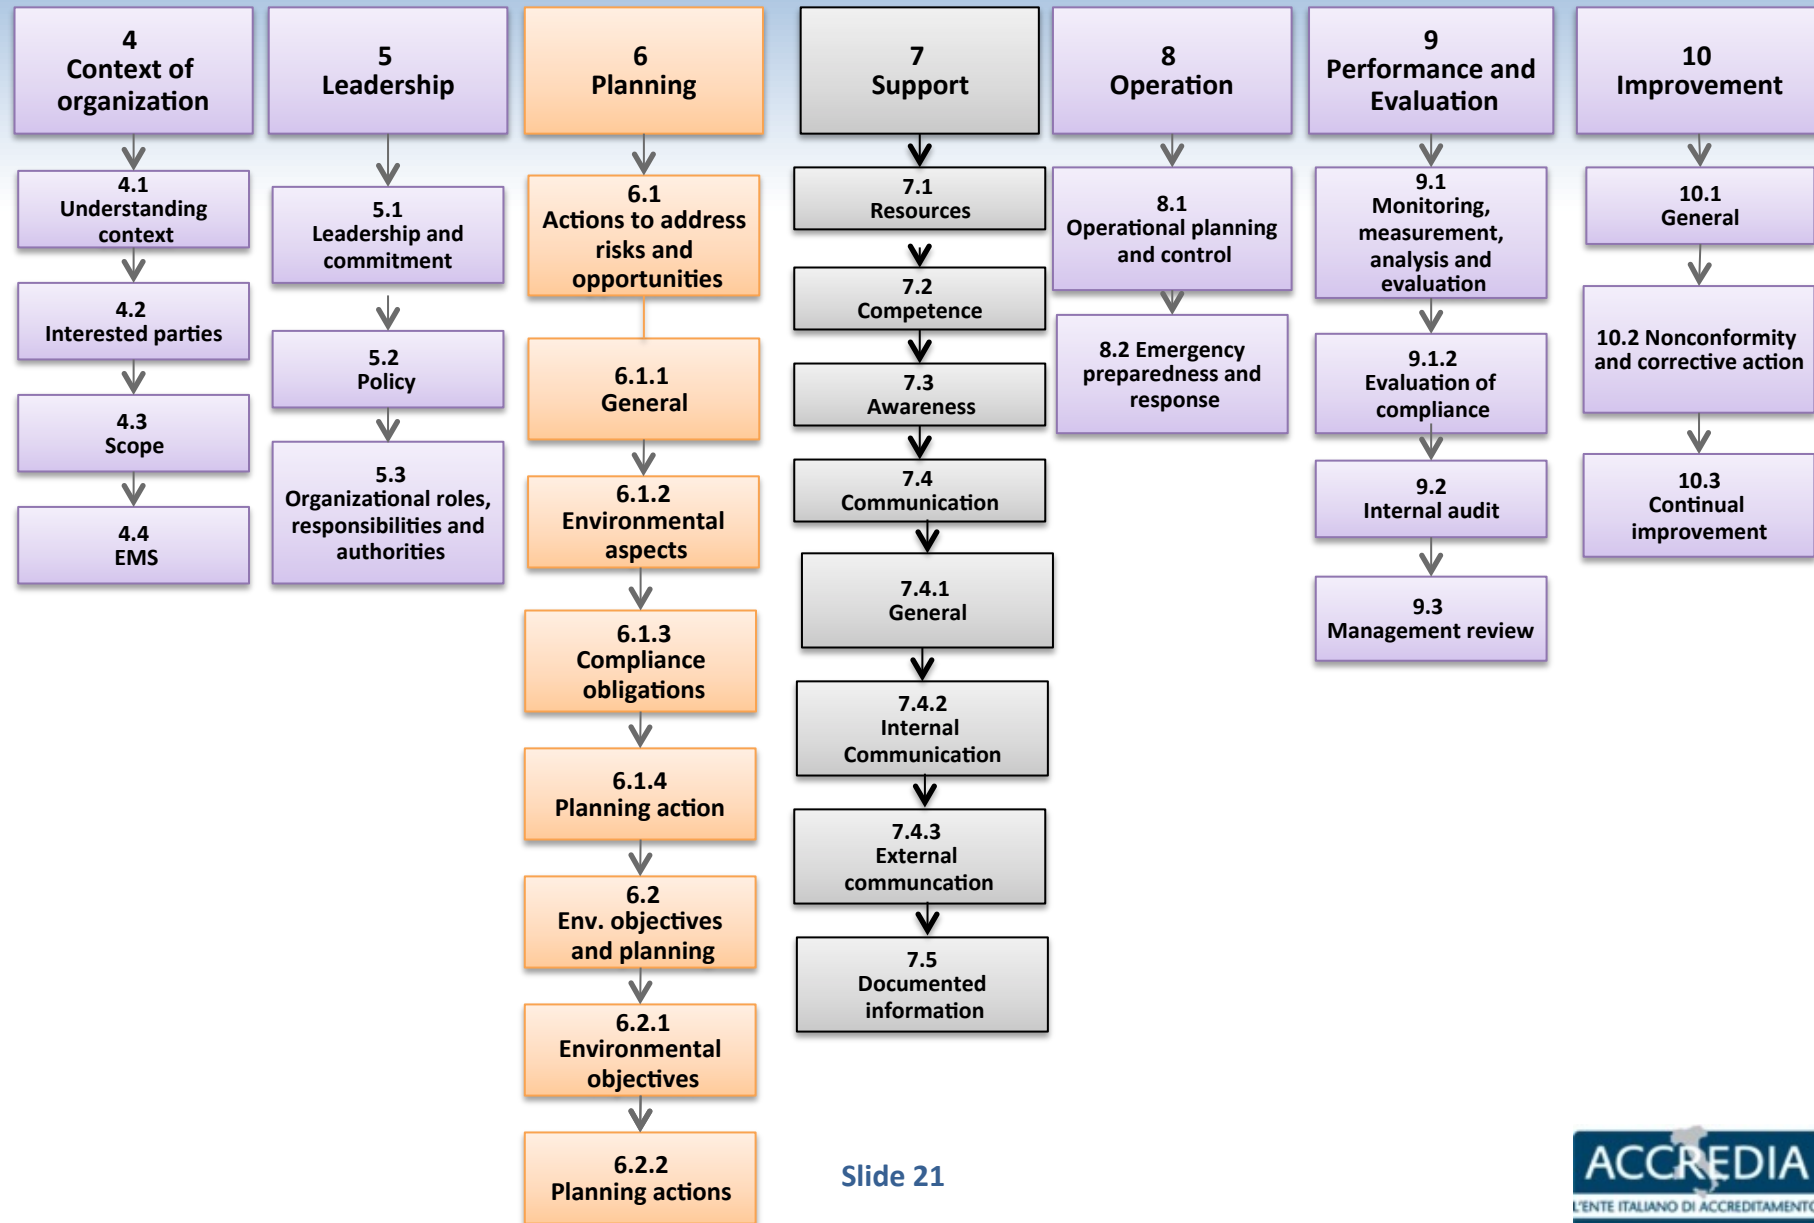 4
Context of
organization
4.1
Understanding
context
4.2
Interested parties
4.3
Scope
4.4
EMS
5
Leadership
5.1
Leadership and
commitment
5.2
Policy
5.3
Organizational roles,
responsibilities and
authorities
6
Planning
6.1
Actions to address
risks and
opportunities
6.1.1
General
6.1.2
Environmental
aspects
6.1.3
Compliance
obligations
6.1.4
Planning action
6.2
Env. objectives
and planning
6.2.1
Environmental
objectives
6.2.2
Planning actions
7
Support
7.1
Resources
7.2
Competence
7.3
Awareness
7.4
Communication
7.4.1
General
7.4.2
Internal
Communication
7.4.3
External
communcation
7.5
Documented
information
8
Operation
8.1
Operational planning
and control
8.2 Emergency
preparedness and
response
9
Performance and
Evaluation
9.1
Monitoring,
measurement,
analysis and
evaluation
9.1.2
Evaluation of
compliance
9.2
Internal audit
9.3
Management review
10
Improvement
10.1
General
10.2 Nonconformity
and corrective action
10.3
Continual
improvement
Slide 21
ACCREDIA
L'ENTE ITALIANO DI ACCREDITAMENTO